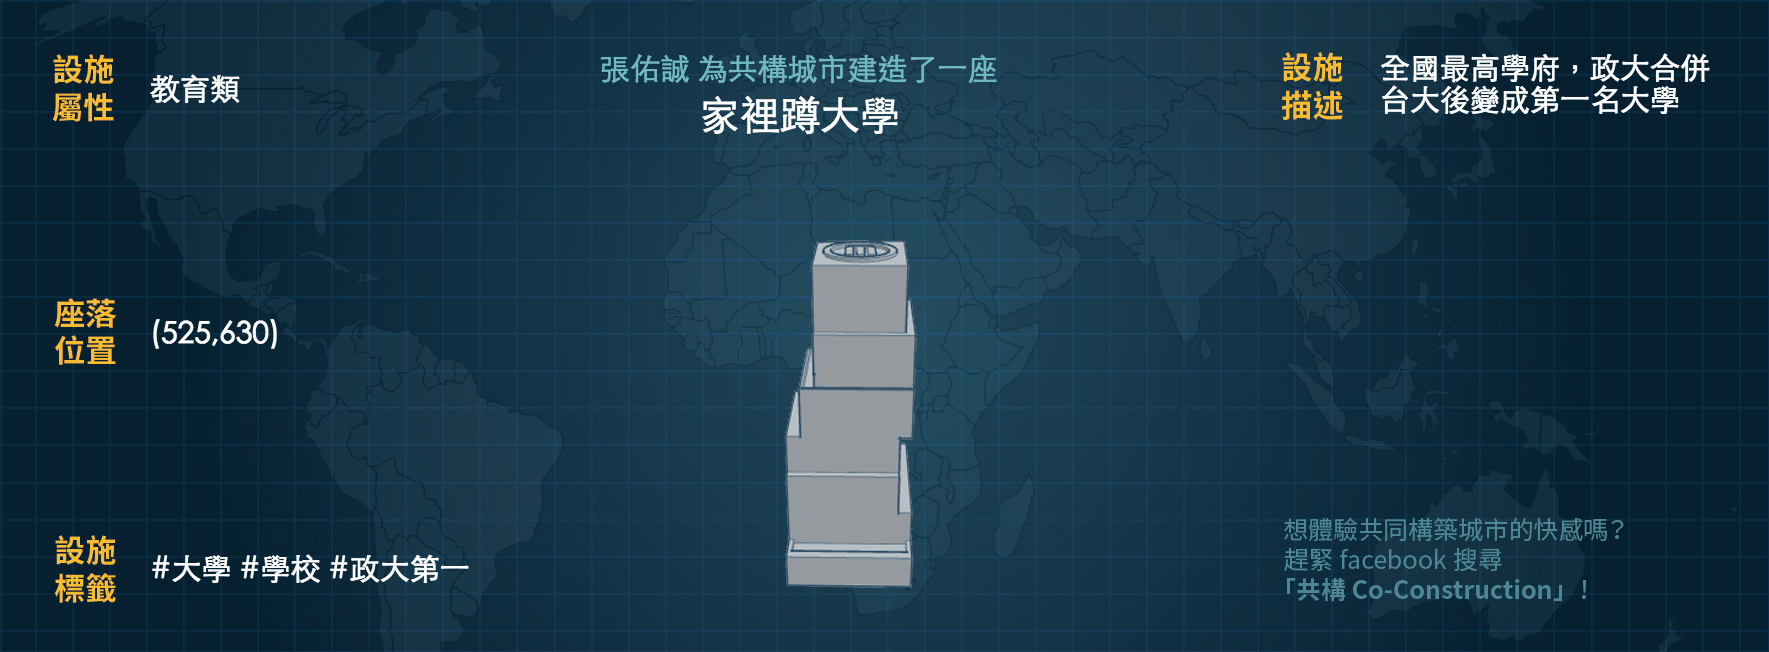 設施
屬性
教育類
張佑誠 為共構城市建造了一座
家裡蹲大學
設施
描述
全國最高學府，政大合併
台大後變成第一名大學
座落
位置
(525,630)
設施
標籤
#大學 #學校 #政大第一
想體驗共同構築城市的快感嗎？
趕緊 facebook 搜尋
「共構 Co-Construction」！